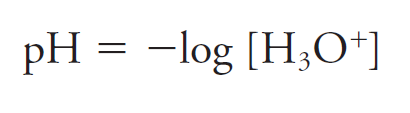 pH = −log [H₃O⁺]